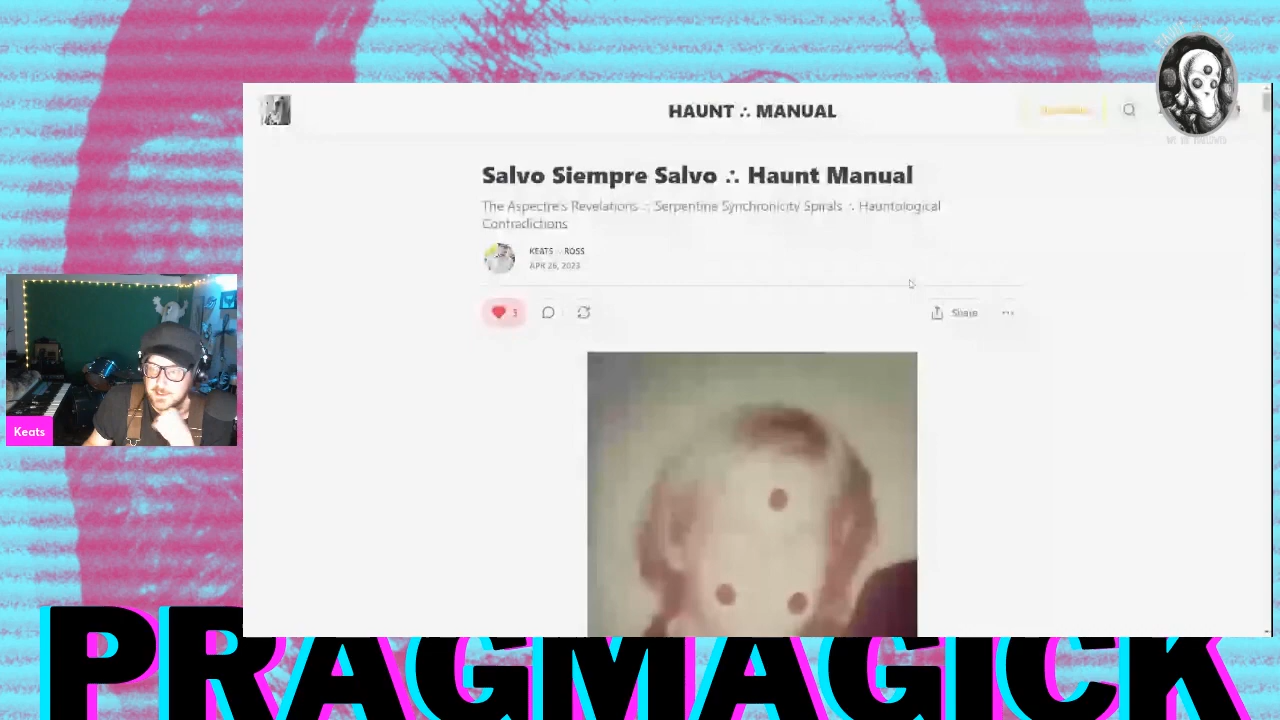 HAUNT ∴ MANUAL
Salvo Siempre Salvo ∴ Haunt Manual
The Aspectre's Revelations ∴ Serpentine Synchronicity Spirals ∴ Hauntological
Contradictions
KEATS ∴ ROSS
APR 26, 2023
3
Share
Keats
PRAGMAGICK